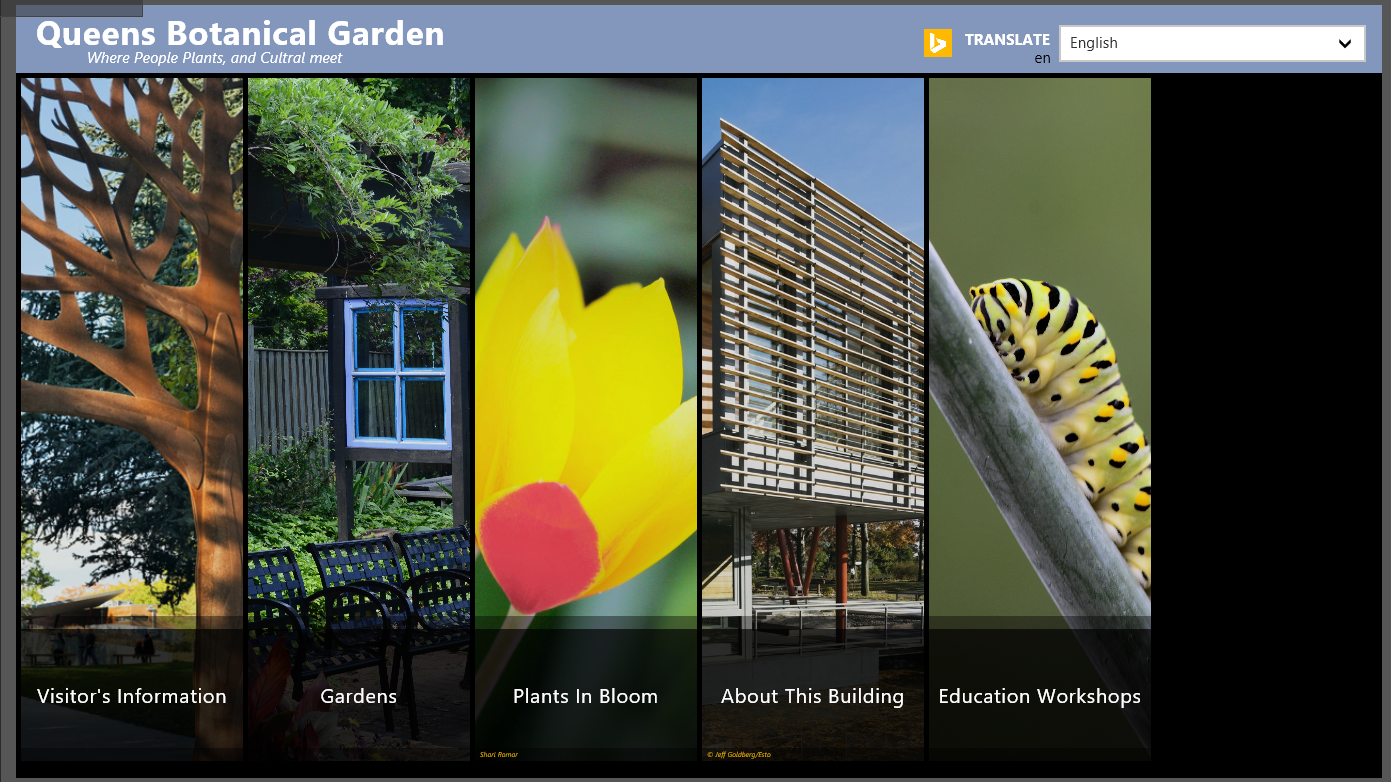 Queens Botanical Garden
Where People Plants, and Cultral meet
TRANSLATE
en
English
Visitor's Information
Gardens
Plants In Bloom
About This Building
Education Workshops
Shari Romar
© Jeff Goldberg/Esto